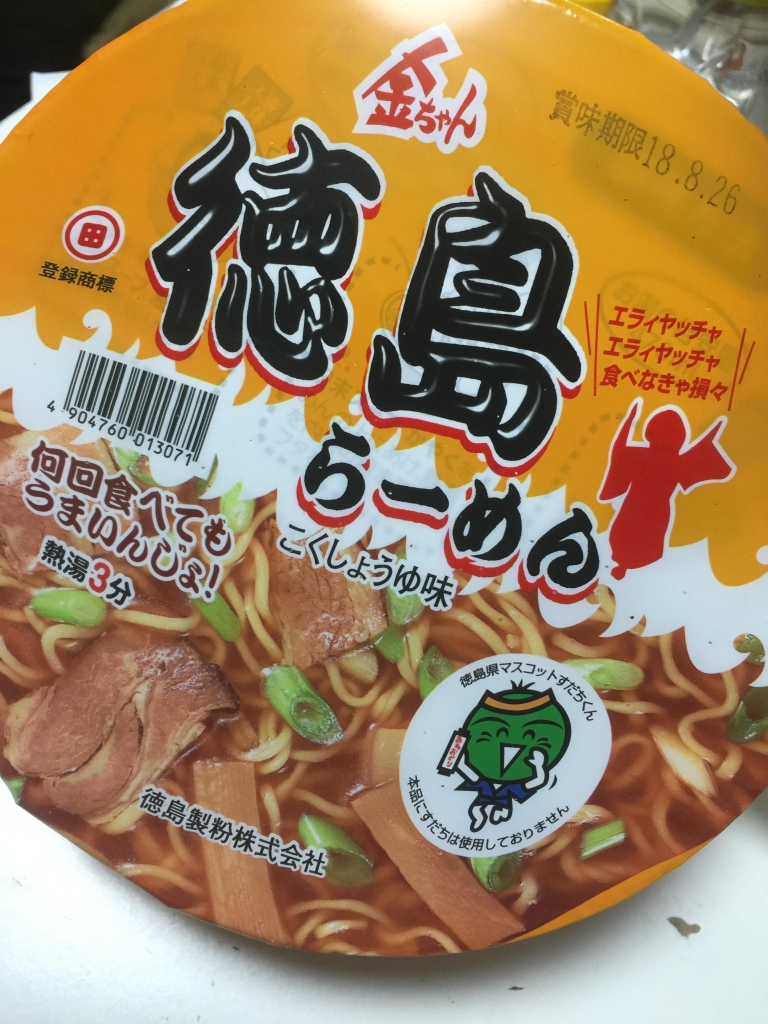 金ちゃん
賞味期限18.8.26
徳島
らーめん
こくしょうゆ味
田
登録商標
エライヤッチャ
エライヤッチャ
食べなきゃ損々
4 904760 013071
何回食べても
うまいんじょ!
熱湯3分
徳島県マスコットすだちくん
本品にすだちは使用しておりません
徳島製粉株式会社